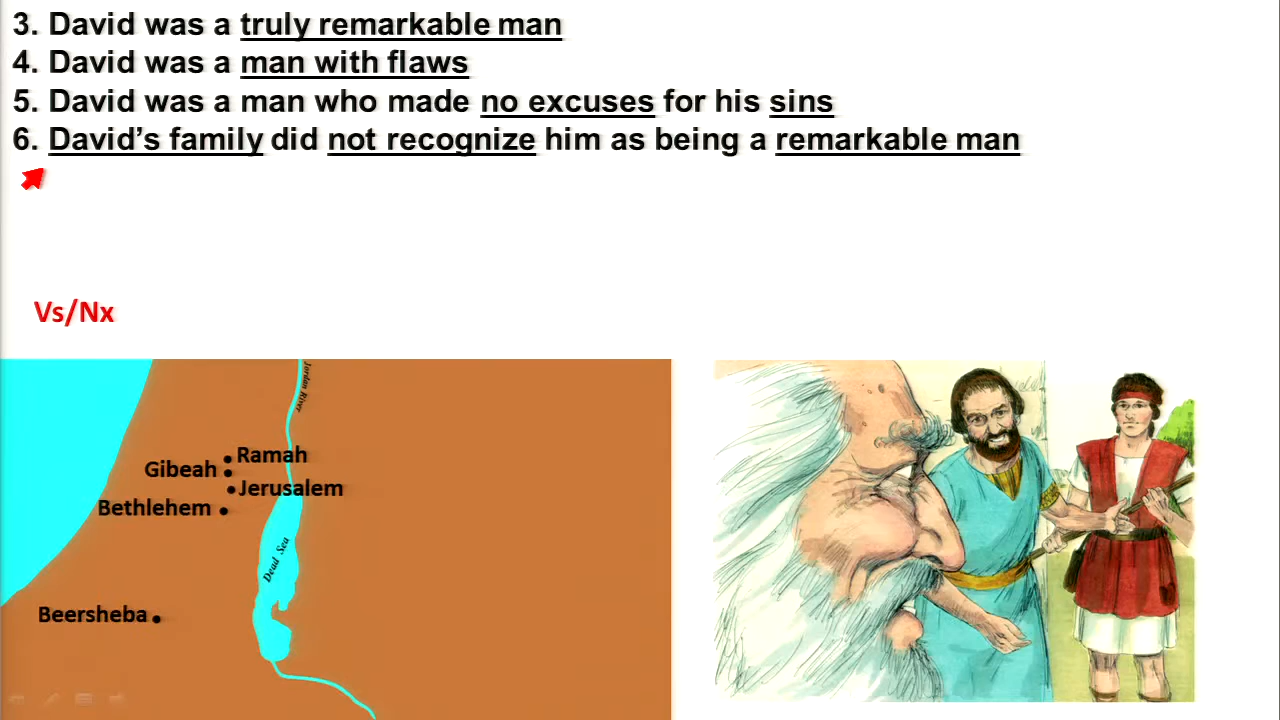 3. David was a truly remarkable man
4. David was a man with flaws
5. David was a man who made no excuses for his sins
6. David’s family did not recognize him as being a remarkable man
Vs/Nx
Jordan River
Ramah
Gibeah
Jerusalem
Bethlehem
Dead Sea
Beersheba